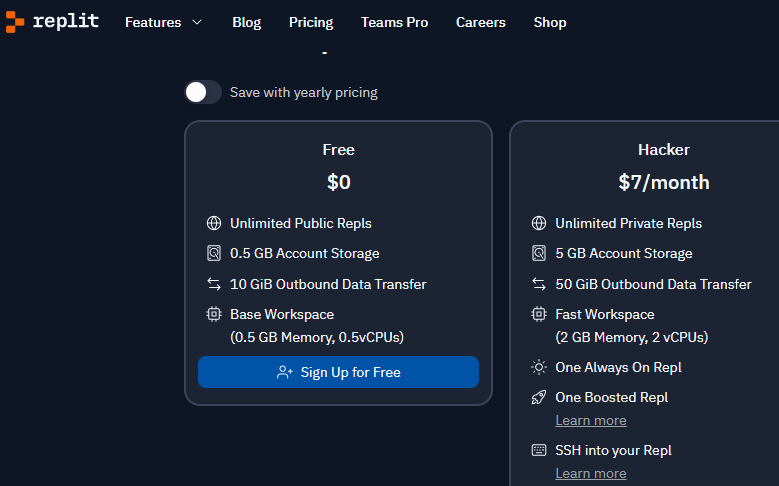 replit Features Blog Pricing Teams Pro Careers Shop
Save with yearly pricing
Free
$0
Unlimited Public Repls
0.5 GB Account Storage
10 GiB Outbound Data Transfer
Base Workspace
(0.5 GB Memory, 0.5vCPUs)
Sign Up for Free
Hacker
$7/month
Unlimited Private Repls
5 GB Account Storage
50 GiB Outbound Data Transfer
Fast Workspace
(2 GB Memory, 2 vCPUs)
One Always On Repl
One Boosted Repl
Learn more
SSH into your Repl
Learn more